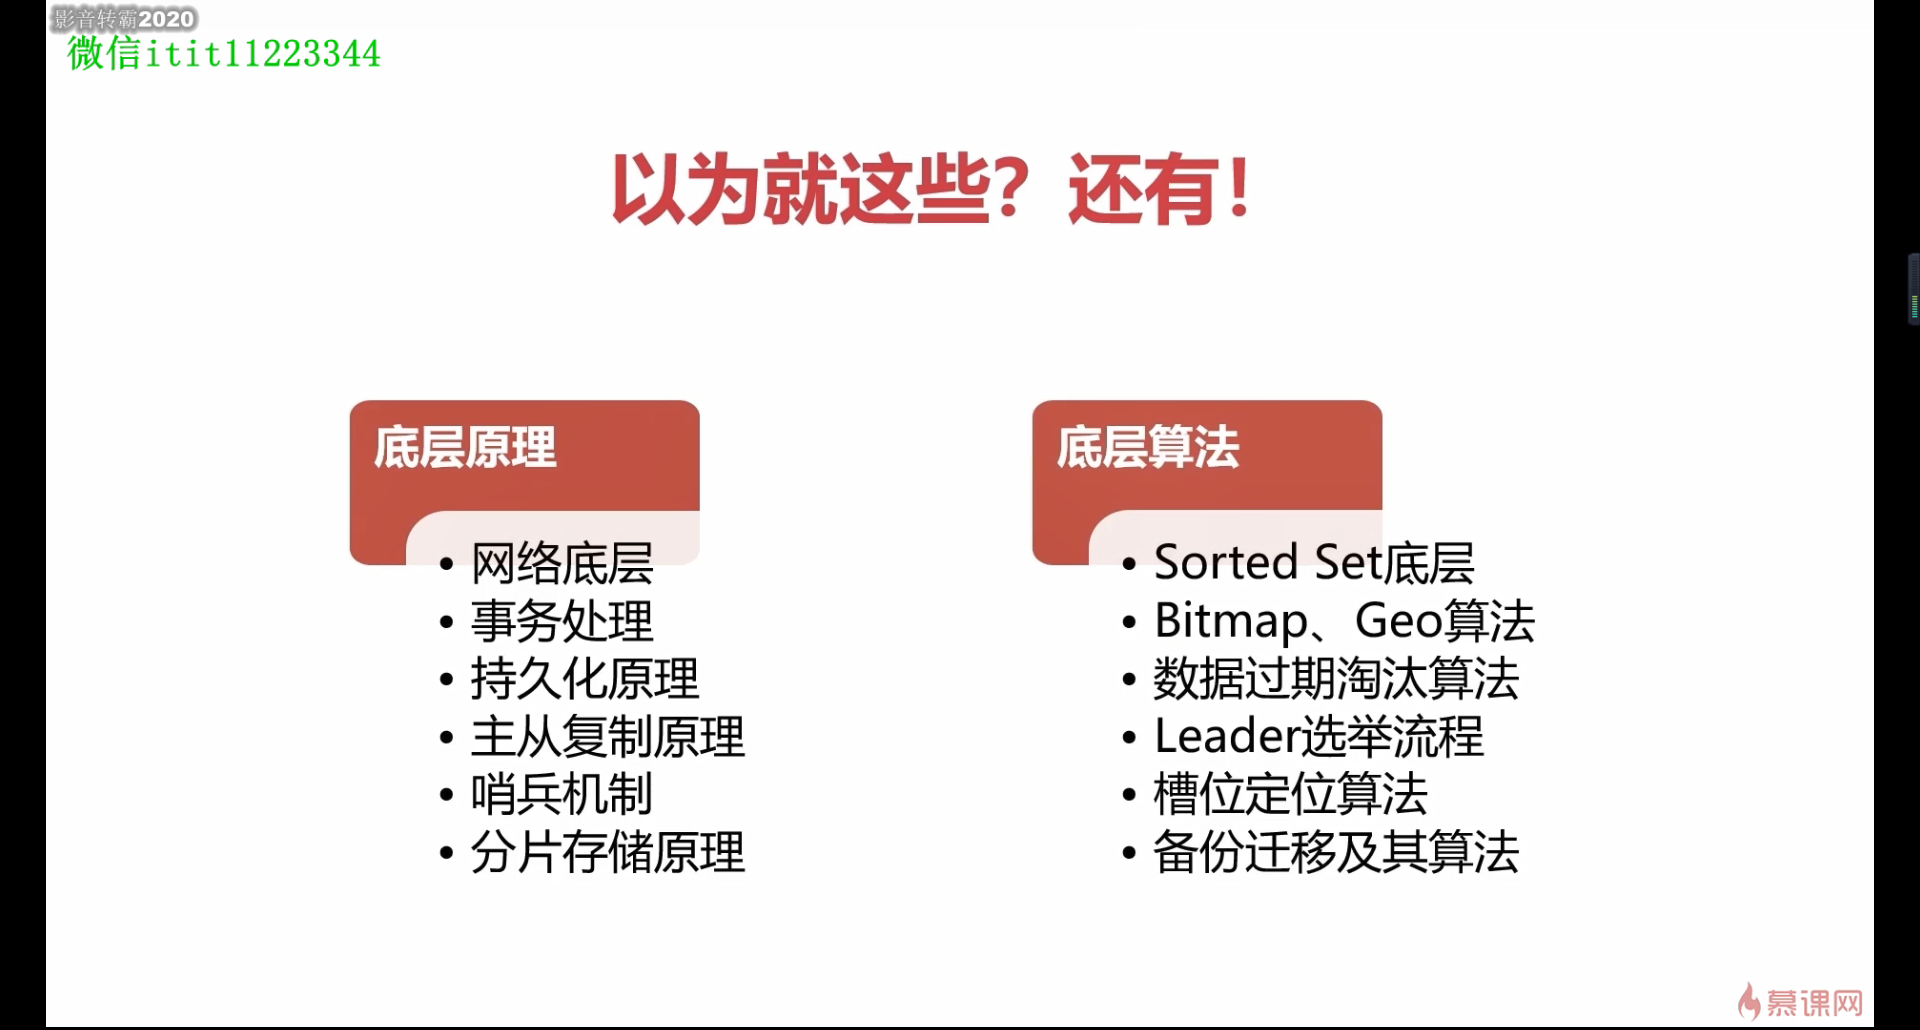 影音转霸2020
微信itit11223344
以为就这些？还有！
底层原理
• 网络底层
• 事务处理
• 持久化原理
• 主从复制原理
• 哨兵机制
• 分片存储原理
底层算法
• Sorted Set底层
• Bitmap、Geo算法
• 数据过期淘汰算法
• Leader选举流程
• 槽位定位算法
• 备份迁移及其算法
慕课网